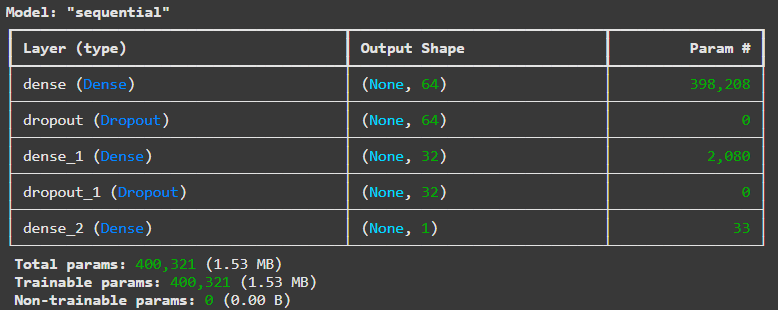 Model: "sequential"
Layer (type) Output Shape Param #
dense (Dense) (None, 64) 398,208
dropout (Dropout) (None, 64) 0
dense_1 (Dense) (None, 32) 2,080
dropout_1 (Dropout) (None, 32) 0
dense_2 (Dense) (None, 1) 33
Total params: 400,321 (1.53 MB)
Trainable params: 400,321 (1.53 MB)
Non-trainable params: 0 (0.00 B)